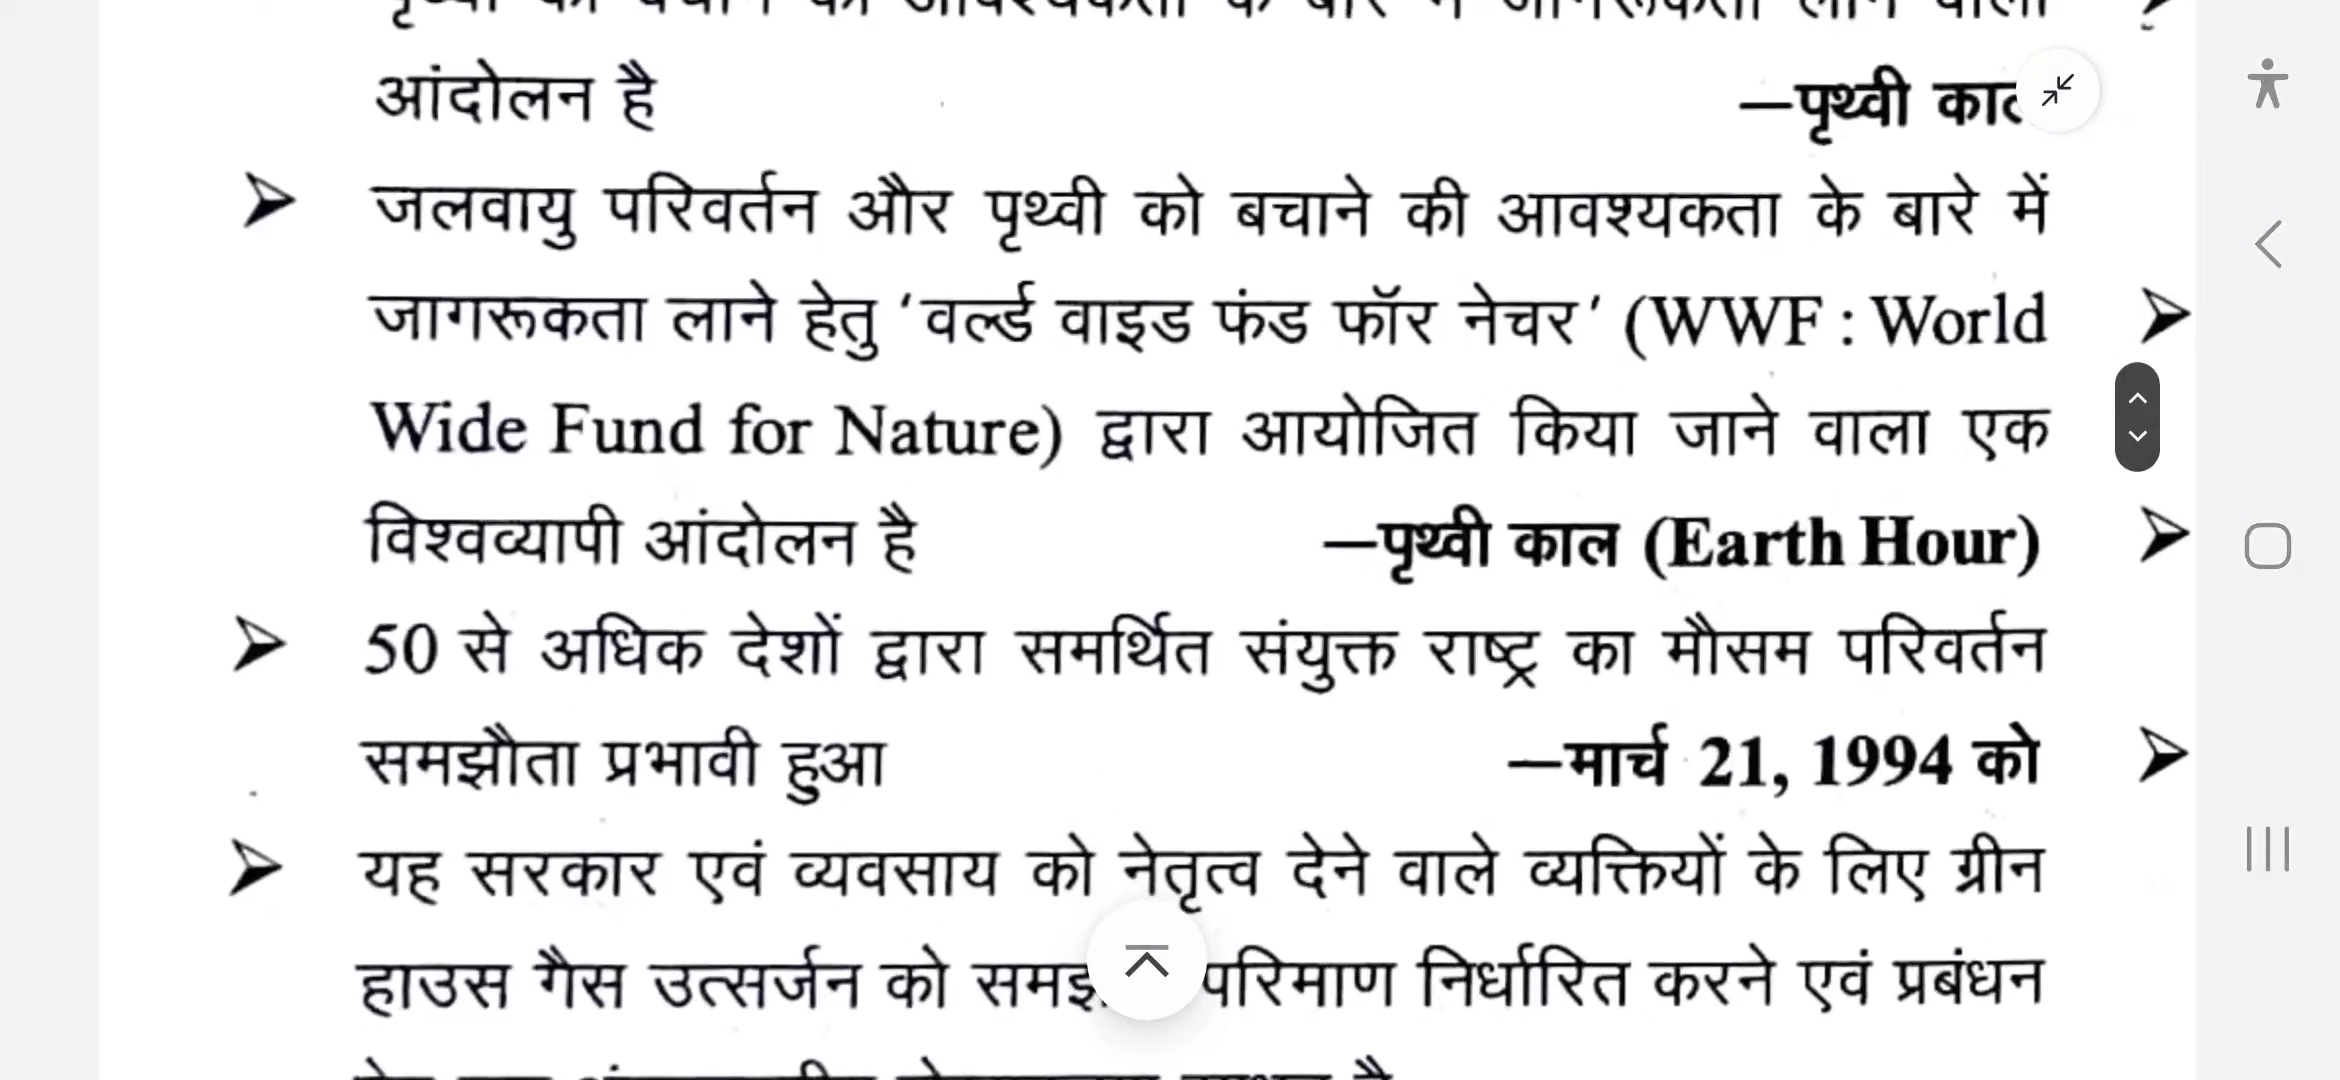 आंदोलन है —पृथ्वी काल
➢ जलवायु परिवर्तन और पृथ्वी को बचाने की आवश्यकता के बारे में
जागरूकता लाने हेतु ‘वर्ल्ड वाइड फंड फॉर नेचर’ (WWF : World
Wide Fund for Nature) द्वारा आयोजित किया जाने वाला एक
विश्वव्यापी आंदोलन है —पृथ्वी काल (Earth Hour)
➢ 50 से अधिक देशों द्वारा समर्थित संयुक्त राष्ट्र का मौसम परिवर्तन
समझौता प्रभावी हुआ —मार्च 21, 1994 को
➢ यह सरकार एवं व्यवसाय को नेतृत्व देने वाले व्यक्तियों के लिए ग्रीन
हाउस गैस उत्सर्जन को परिमाण निर्धारित करने एवं प्रबंधन